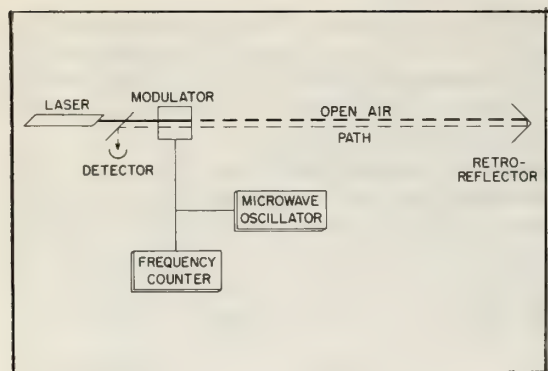 LASER
MODULATOR
OPEN AIR
PATH
DETECTOR
RETRO-
REFLECTOR
MICROWAVE
OSCILLATOR
FREQUENCY
COUNTER